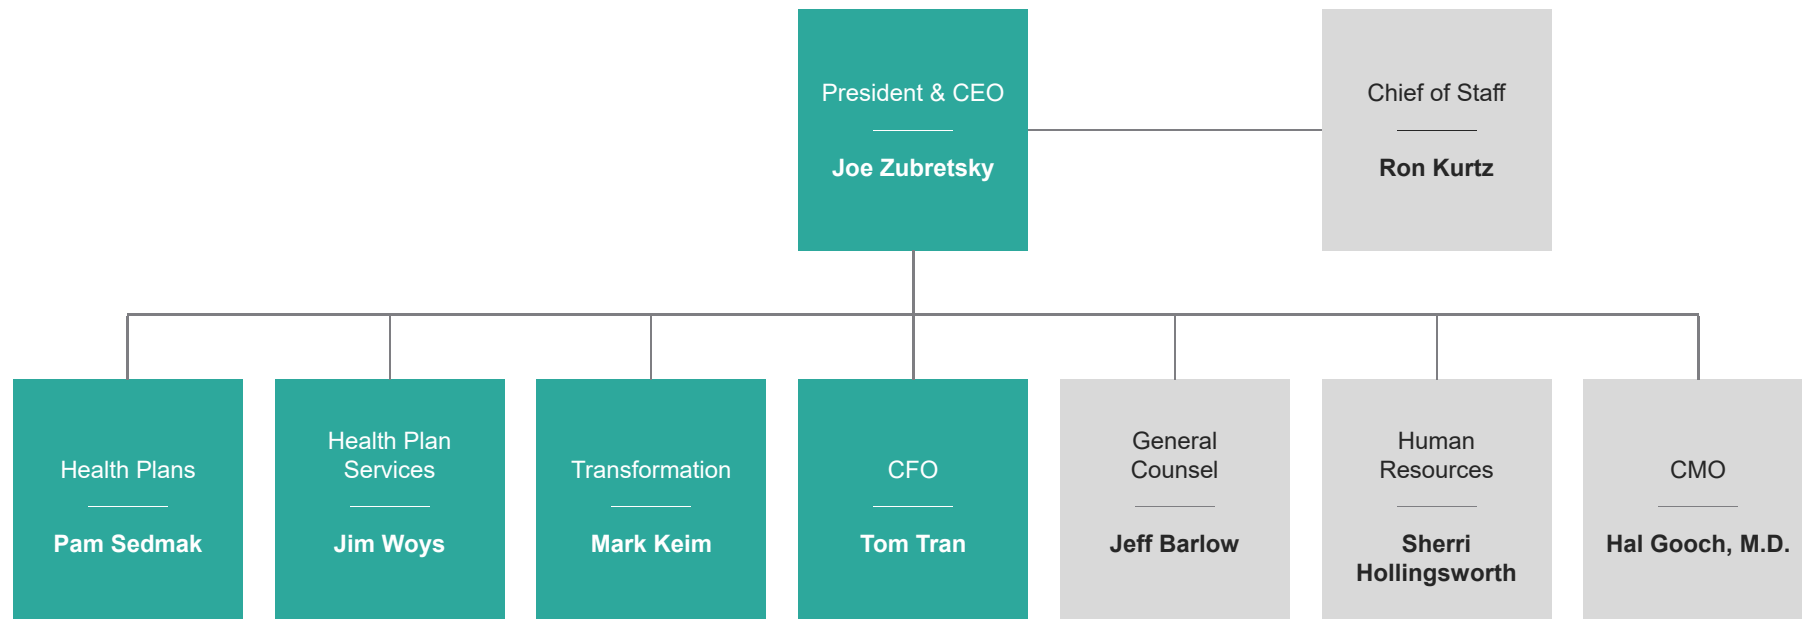 President & CEO
Joe Zubretsky
Chief of Staff
Ron Kurtz
Health Plans
Pam Sedmak
Health Plan
Services
Jim Woys
Transformation
Mark Keim
CFO
Tom Tran
General
Counsel
Jeff Barlow
Human
Resources
Sherri
Hollingsworth
CMO
Hal Gooch, M.D.